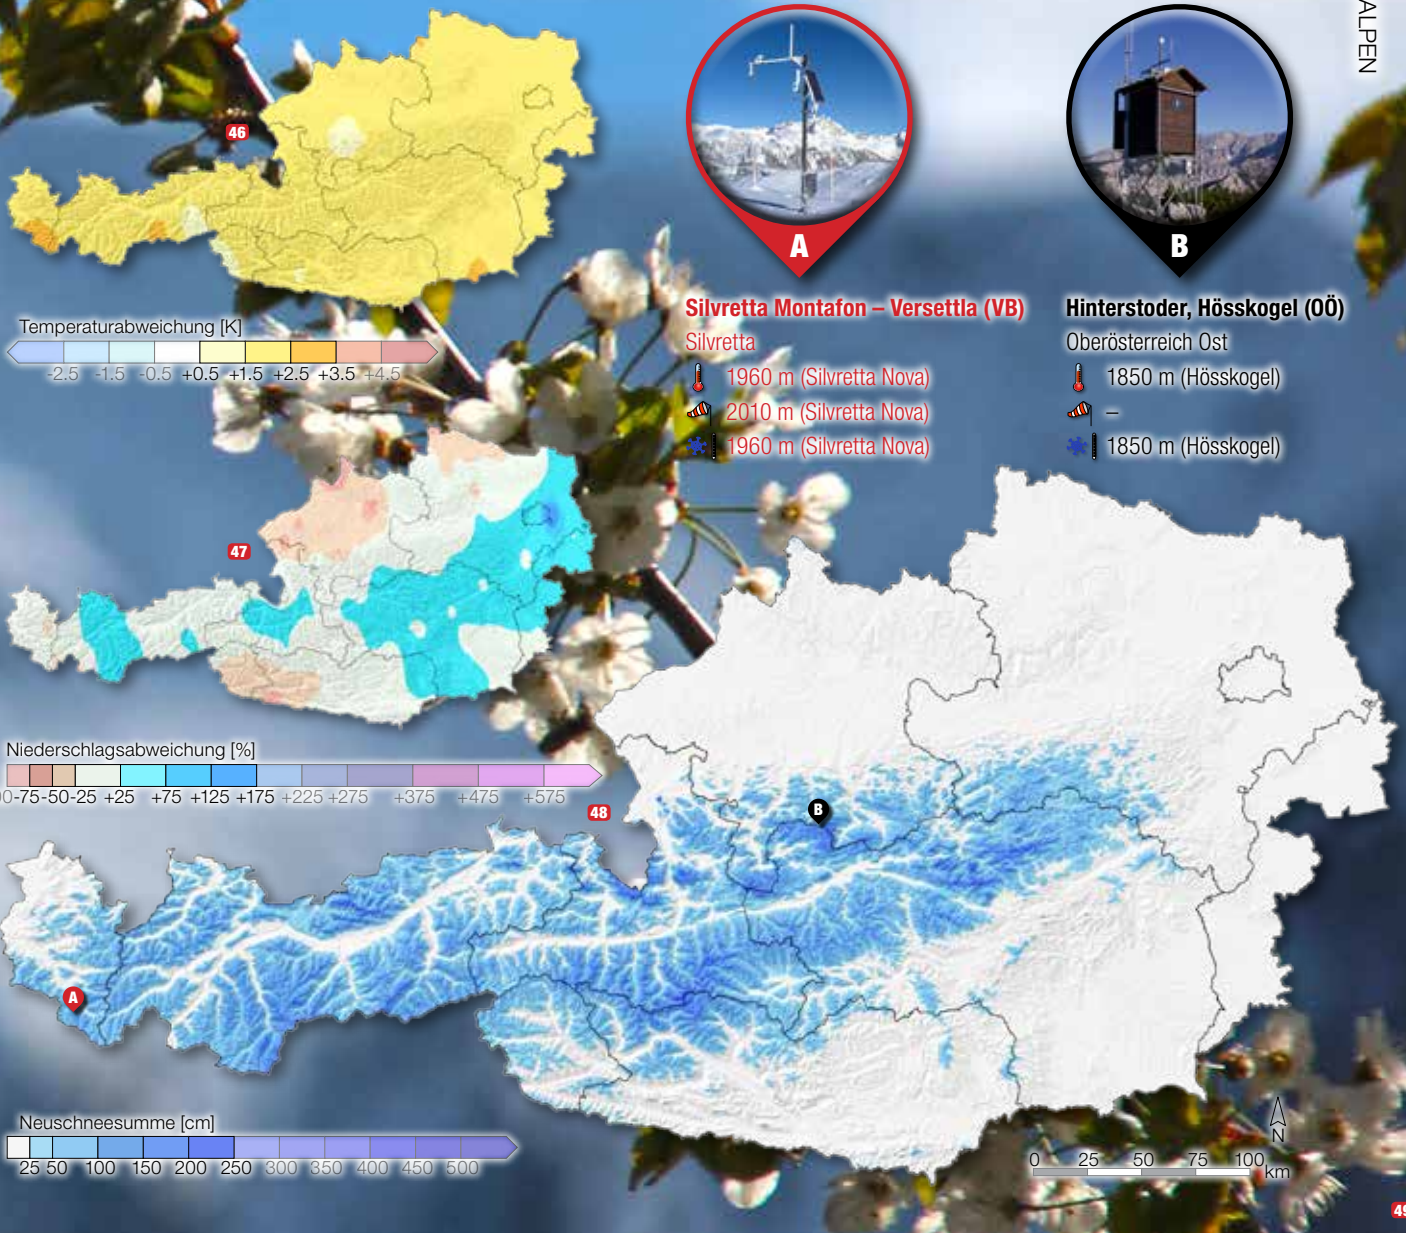 ALPEN
46
A
B
Temperaturabweichung [K]
-2.5 -1.5 -0.5 +0.5 +1.5 +2.5 +3.5 +4.5
Silvretta Montafon – Versettla (VB)
Silvretta
1960 m (Silvretta Nova)
2010 m (Silvretta Nova)
1960 m (Silvretta Nova)
Hinterstoder, Hösskogel (OÖ)
Oberösterreich Ost
1850 m (Hösskogel)
–
1850 m (Hösskogel)
47
Niederschlagsabweichung [%]
-75 -50 -25 +25 +75 +125 +175 +225 +275 +375 +475 +575
48
B
A
Neuschneesumme [cm]
25 50 100 150 200 250 300 350 400 450 500
N
0 25 50 75 100
km